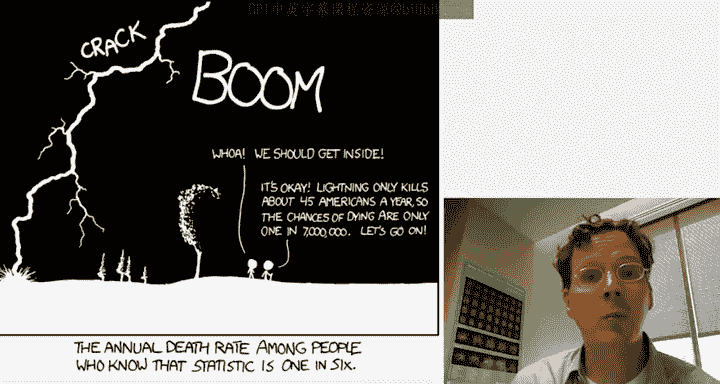 CRACK
BOOM
WHOA! WE SHOULD GET INSIDE!
IT'S OKAY! LIGHTNING ONLY KILLS
ABOUT 45 AMERICANS A YEAR, SO
THE CHANCES OF DYING ARE ONLY
ONE IN 7,000,000. LET'S GO ON!
THE ANNUAL DEATH RATE AMONG PEOPLE
WHO KNOW THAT STATISTIC IS ONE IN SIX.